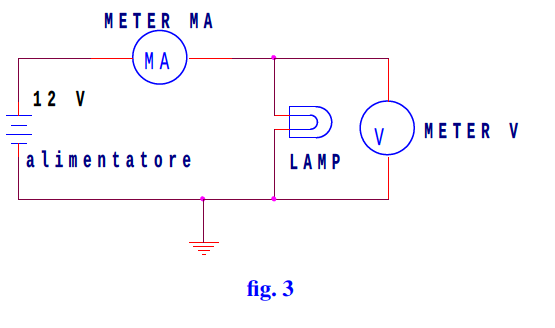 METER MA
MA
12 V
V
METER V
alimentatore
LAMP
fig. 3